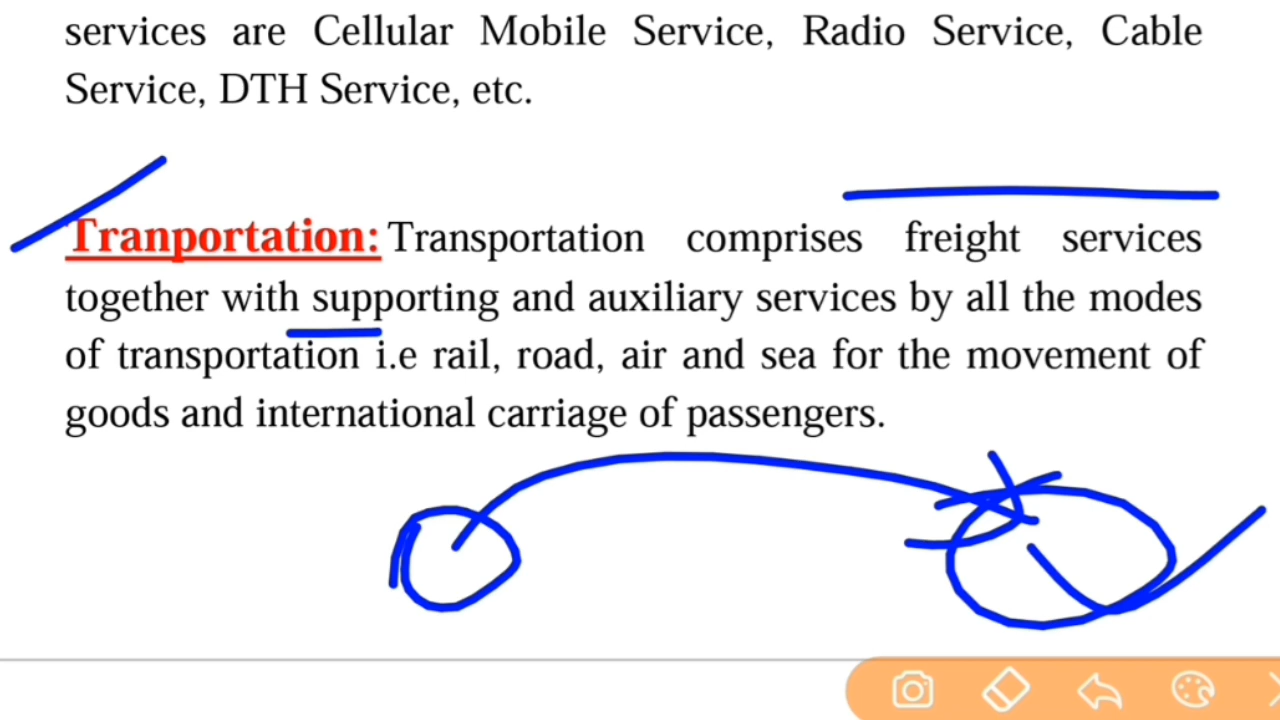 services are Cellular Mobile Service, Radio Service, Cable
Service, DTH Service, etc.
Tranportation: Transportation comprises freight services
together with supporting and auxiliary services by all the modes
of transportation i.e rail, road, air and sea for the movement of
goods and international carriage of passengers.